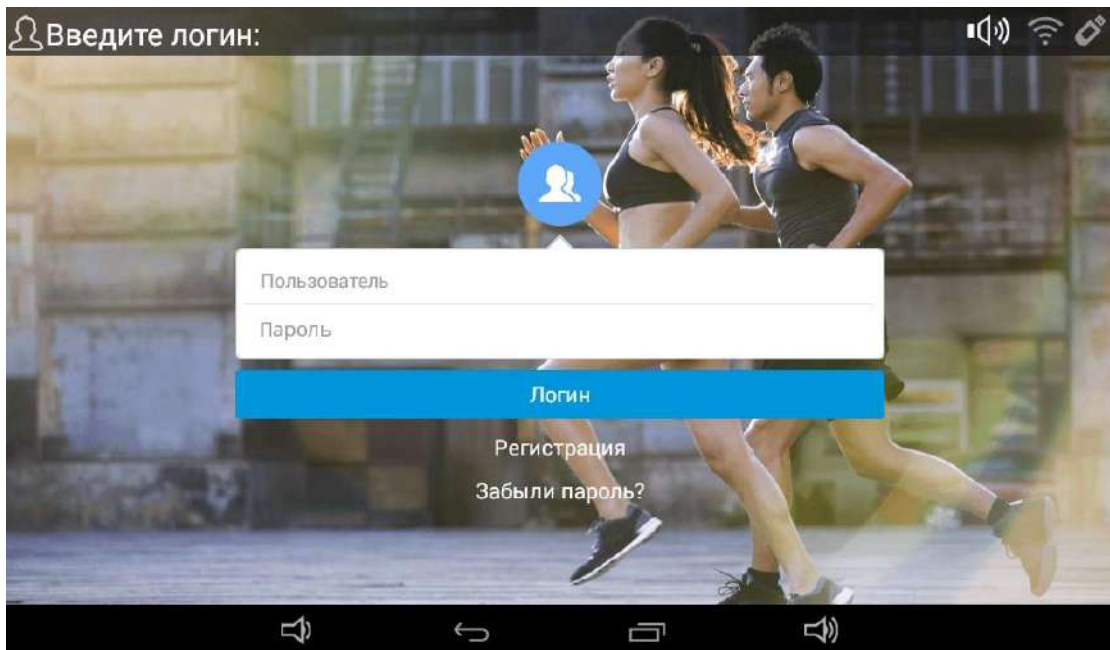 Введите логин:
Пользователь
Пароль
Логин
Регистрация
Забыли пароль?